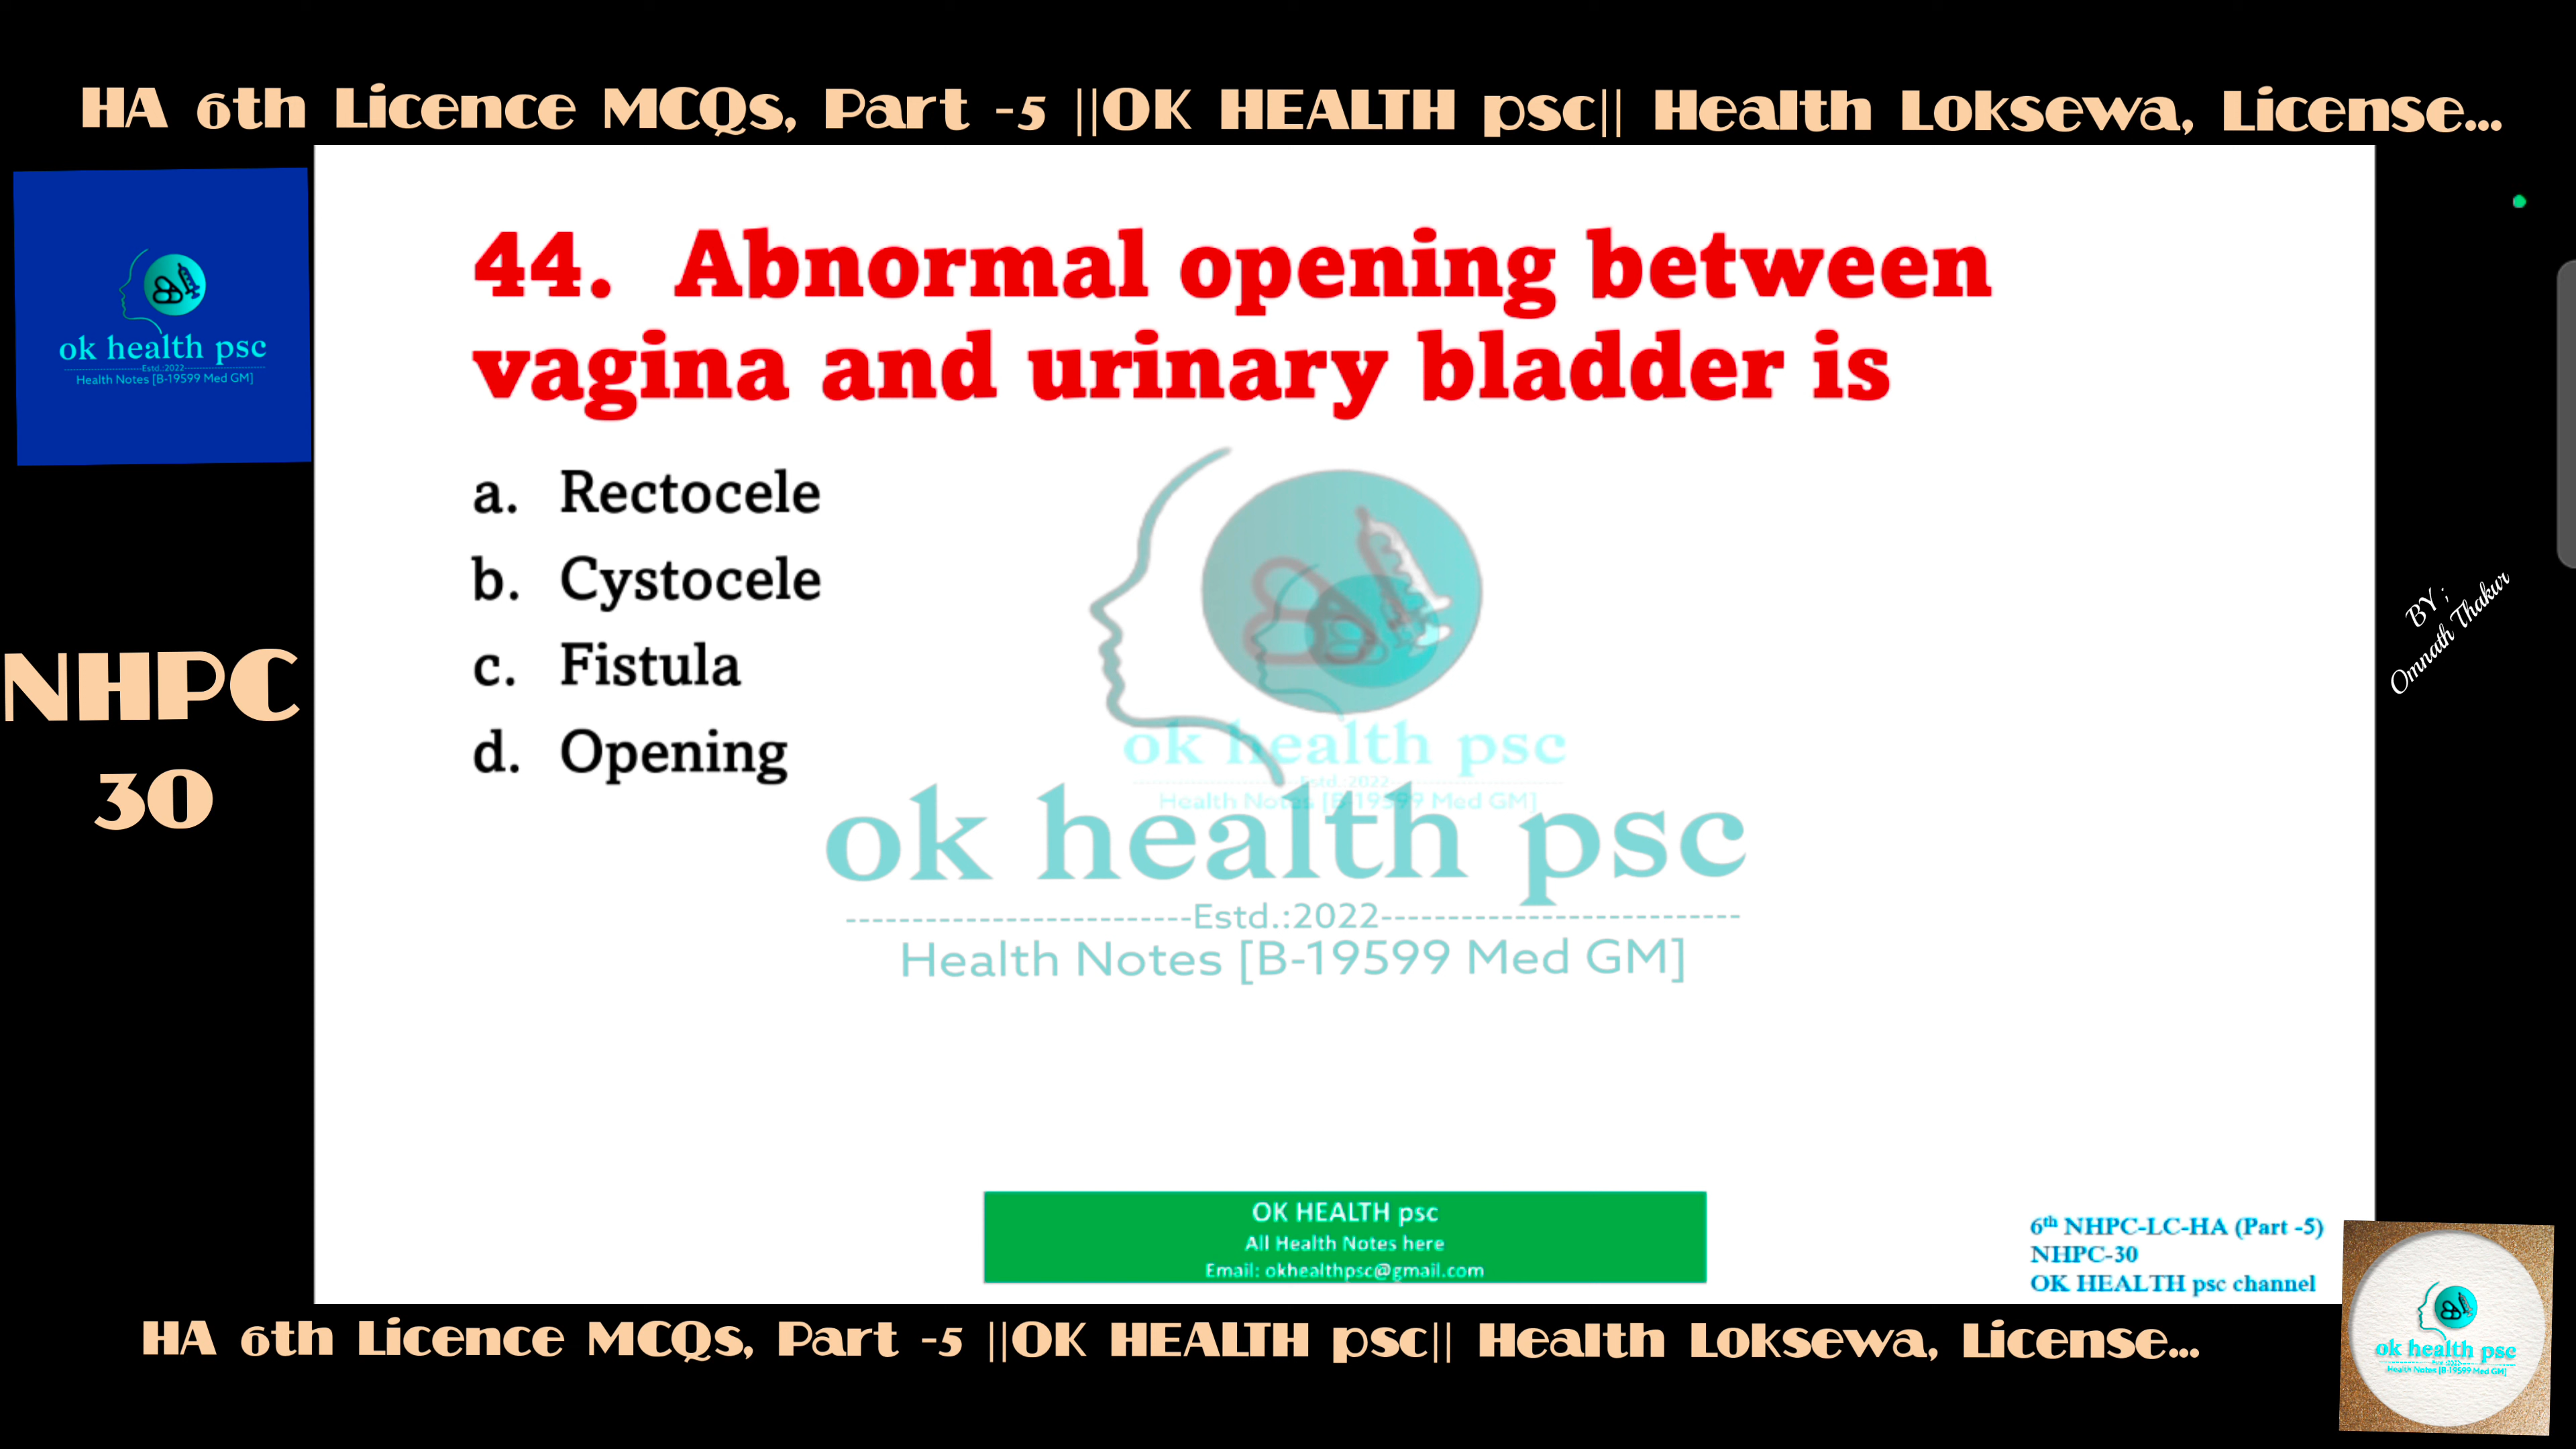 HA 6th Licence MCQs, Part -5 ||OK HEALTH psc|| Health Loksewa, License...
ok health psc
Estd.:2022
Health Notes [B-19599 Med GM]
NHPC
30
44. Abnormal opening between
vagina and urinary bladder is
a. Rectocele
b. Cystocele
c. Fistula
d. Opening
ok health psc
Estd.:2022
Health Notes [B-19599 Med GM]
ok health psc
Estd.:2022
Health Notes [B-19599 Med GM]
BY ;
Omnath Thakur
OK HEALTH psc
All Health Notes here
Email: okhealthpsc@gmail.com
6th NHPC-LC-HA (Part -5)
NHPC-30
OK HEALTH psc channel
HA 6th Licence MCQs, Part -5 ||OK HEALTH psc|| Health Loksewa, License...
ok health psc
Health Notes [B-19599 Med GM]